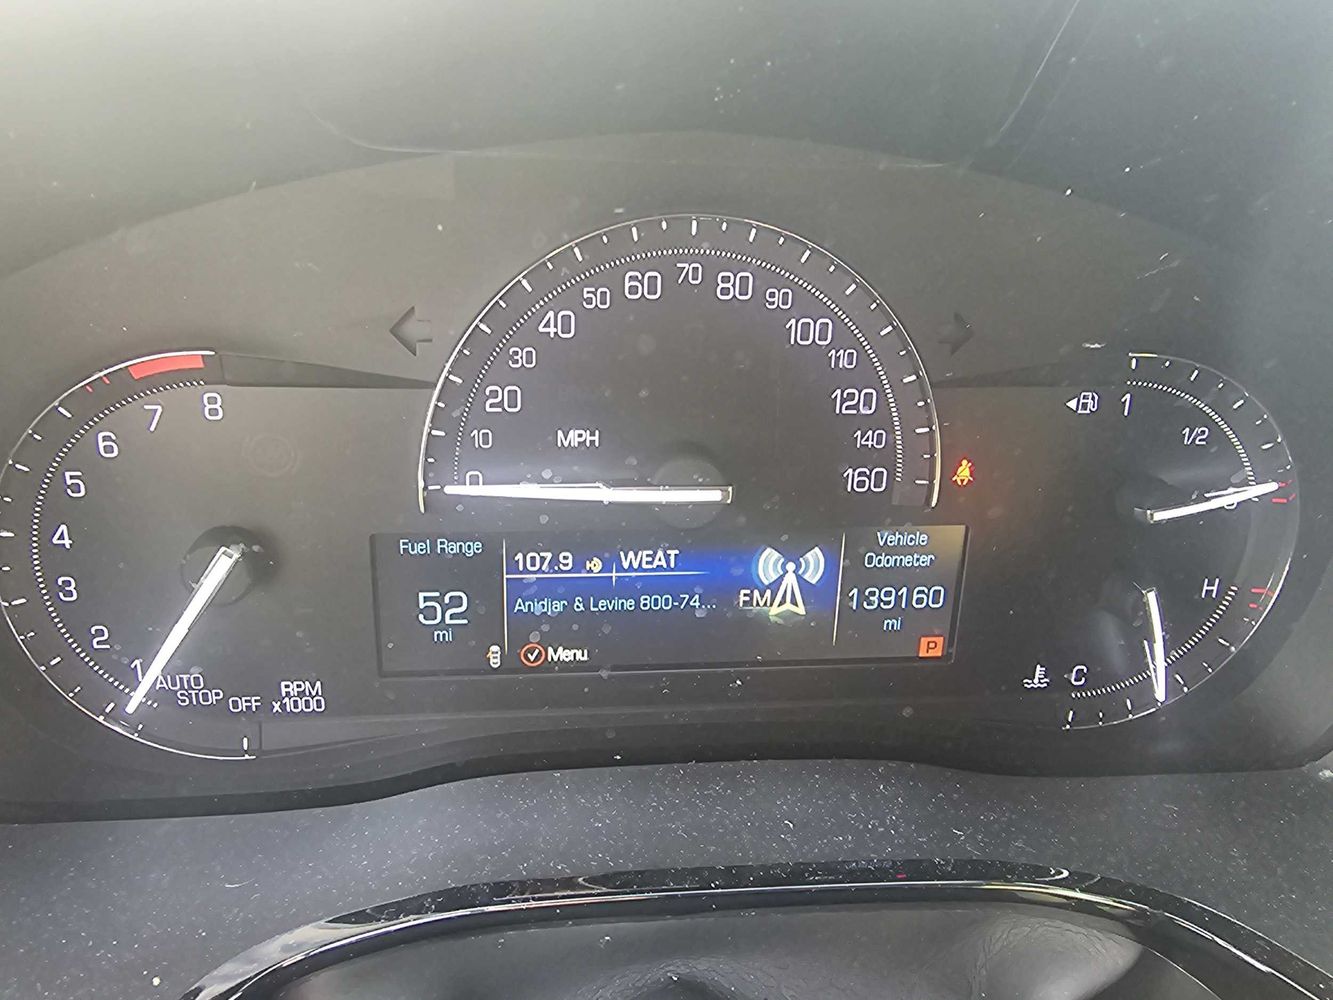 8
7
6
5
4
3
2
1
AUTO
STOP
OFF
RPM
x1000
0
10
20
30
40
50
60
70
80
90
100
110
120
140
160
MPH
Fuel Range
52
mi
107.9 WEAT
Anidjar & Levine 800-74...
FM
Menu
Vehicle
Odometer
139160
mi
P
1
1/2
H
C